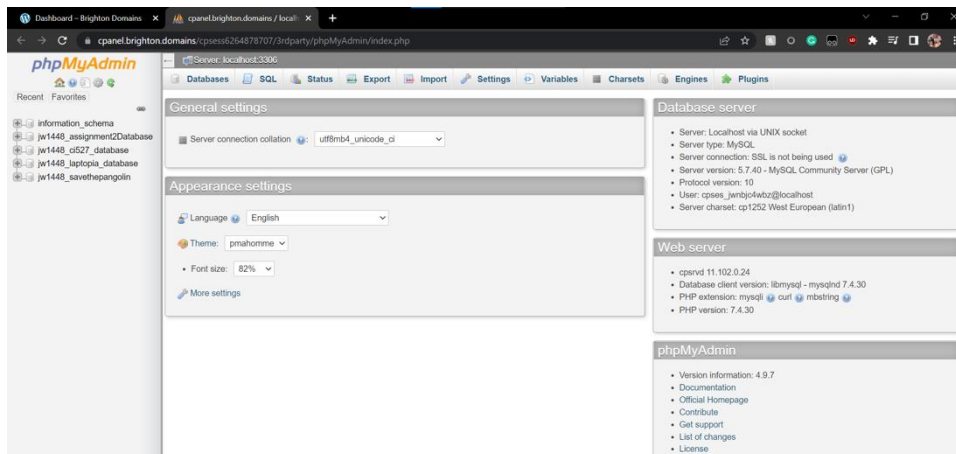 Dashboard – Brighton Domains
cpanel.brighton.domains / locall
cpanel.brighton.domains/cpsess6264878707/3rdparty/phpMyAdmin/index.php
phpMyAdmin
Recent Favorites
information_schema
jw1448_assignment2Database
jw1448_ci527_database
jw1448_laptopia_database
jw1448_savethepangolin
Server: localhost:3306
Databases SQL Status Export Import Settings Variables Charsets Engines Plugins
General settings
Server connection collation : utf8mb4_unicode_ci
Appearance settings
Language English
Theme: pmahomme
• Font size: 82%
More settings
Database server
• Server: Localhost via UNIX socket
• Server type: MySQL
• Server connection: SSL is not being used
• Server version: 5.7.40 - MySQL Community Server (GPL)
• Protocol version: 10
• User: cpses_jwnbjo4wbz@localhost
• Server charset: cp1252 West European (latin1)
Web server
• cpsrvd 11.102.0.24
• Database client version: libmysql - mysqlnd 7.4.30
• PHP extension: mysqli curl mbstring
• PHP version: 7.4.30
phpMyAdmin
• Version information: 4.9.7
• Documentation
• Official Homepage
• Contribute
• Get support
• List of changes
• License